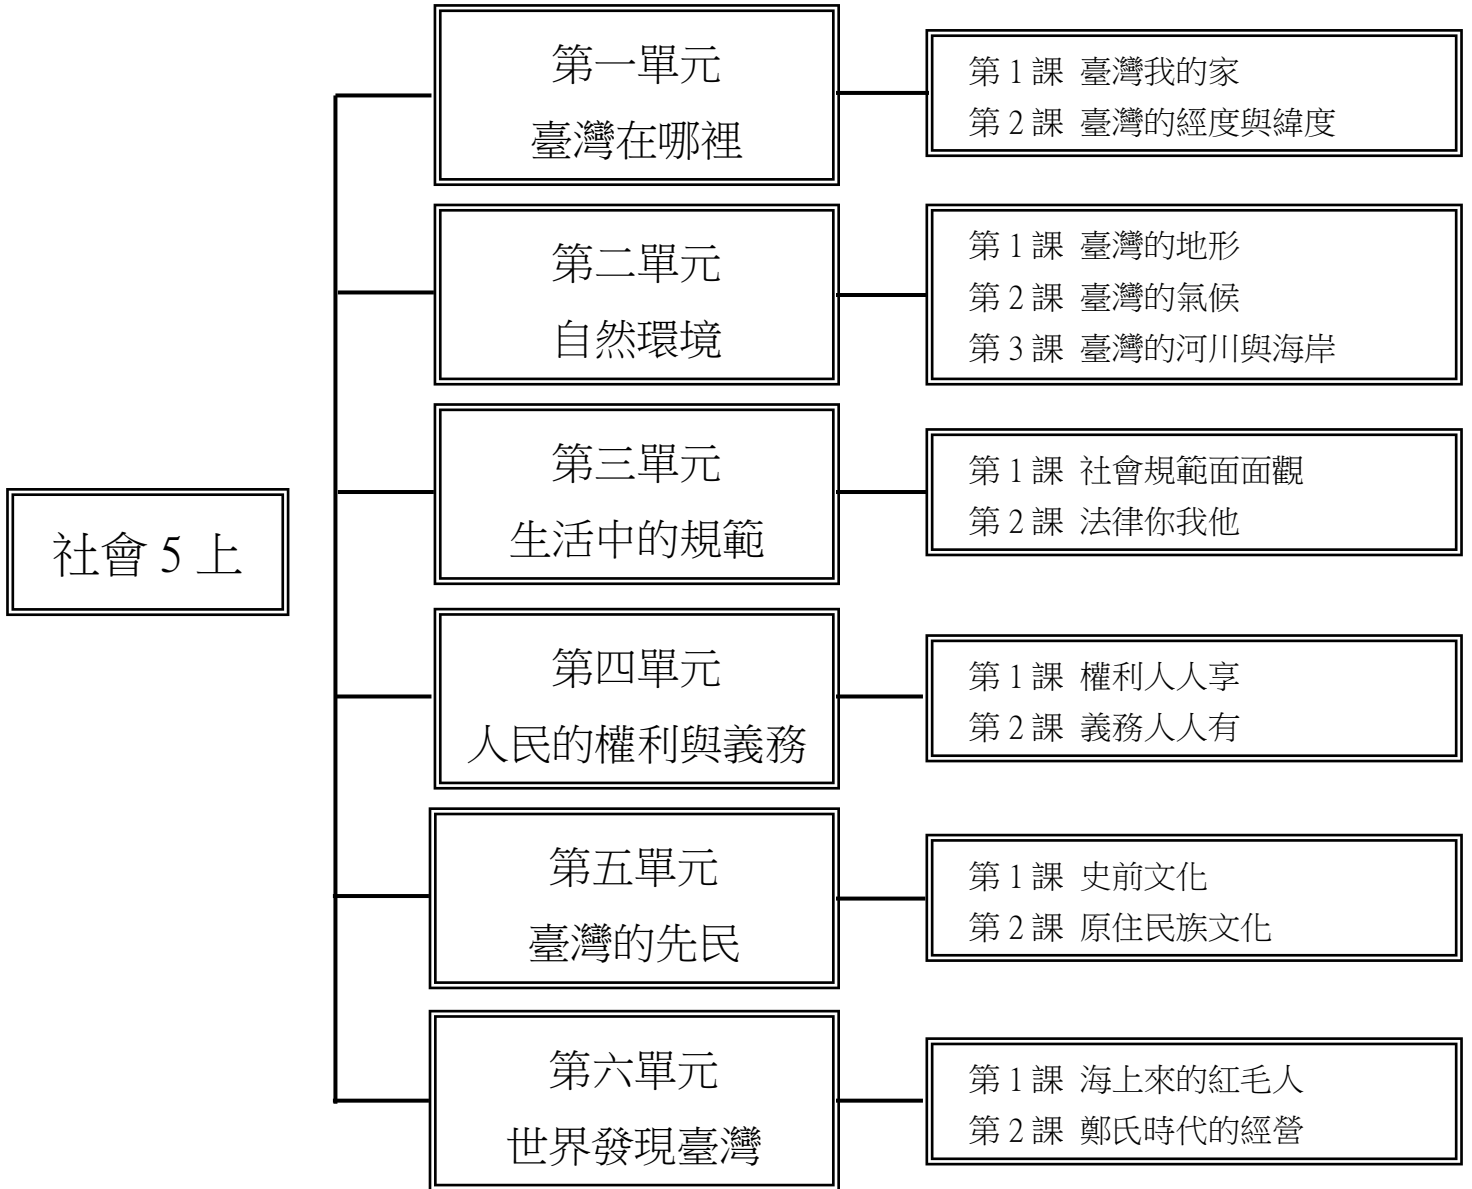 社會 5 上
第一單元
臺灣在哪裡
第 1 課 臺灣我的家
第 2 課 臺灣的經度與緯度
第二單元
自然環境
第 1 課 臺灣的地形
第 2 課 臺灣的氣候
第 3 課 臺灣的河川與海岸
第三單元
生活中的規範
第 1 課 社會規範面面觀
第 2 課 法律你我他
第四單元
人民的權利與義務
第 1 課 權利人人享
第 2 課 義務人人有
第五單元
臺灣的先民
第 1 課 史前文化
第 2 課 原住民族文化
第六單元
世界發現臺灣
第 1 課 海上來的紅毛人
第 2 課 鄭氏時代的經營